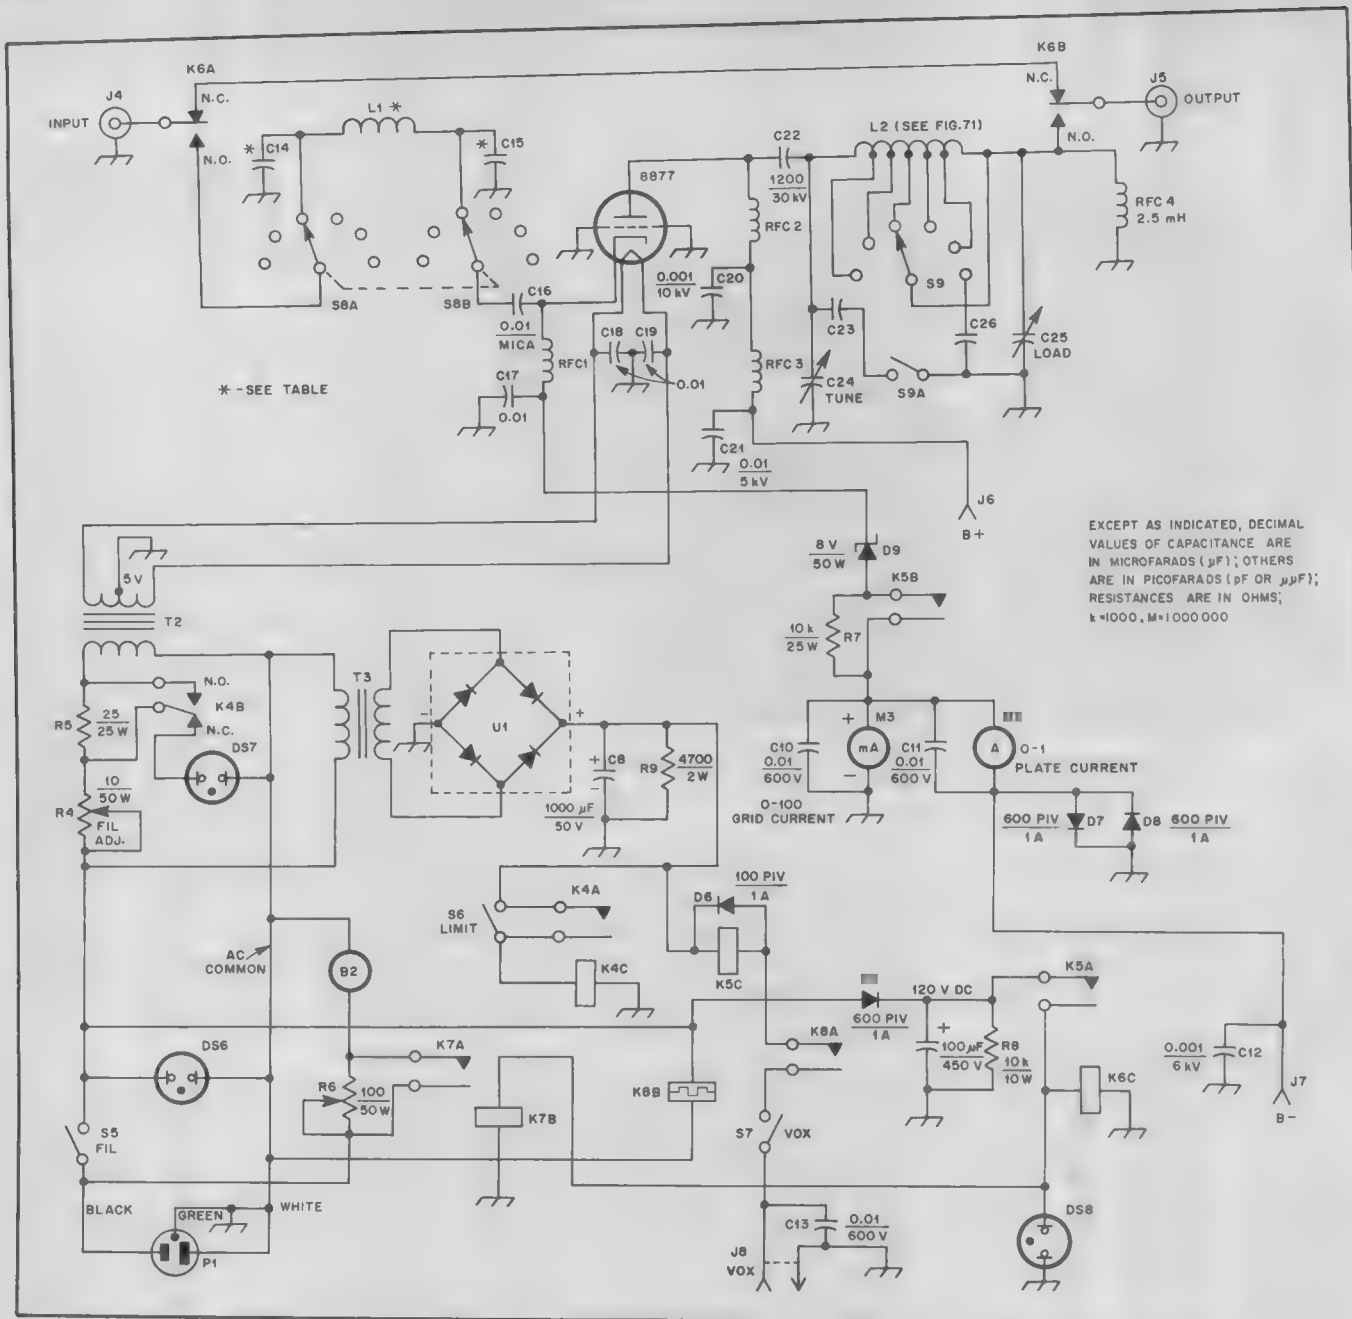 K6A
K6B
J4
N.C.
N.C.
J5
INPUT
L1 *
OUTPUT
* C14
* C15
N.O.
C22
L2 (SEE FIG.71)
N.O.
8877
1200
30 kV
RFC 4
2.5 mH
RFC 2
S8A
S8B
C16
0.001
10 kV
C20
S9
0.01
MICA
C18
C19
C23
C26
C25
LOAD
* - SEE TABLE
RFC1
RFC 3
C24
TUNE
C17
0.01
0.01
S9A
C21
0.01
5 kV
J6
B+
EXCEPT AS INDICATED, DECIMAL
VALUES OF CAPACITANCE ARE
IN MICROFARADS (µF); OTHERS
ARE IN PICOFARADS (pF OR µµF);
RESISTANCES ARE IN OHMS;
k=1000, M=1000 000
8 V
50 W
D9
5 V
K5B
T2
10 k
25 W
R7
N.O.
K4B
T3
R5
25
25 W
N.C.
-
U1
+
+
M3
mA
-
A
0-1
PLATE CURRENT
DS7
C10
0.01
600 V
C11
0.01
600 V
10
50 W
R4
FIL
ADJ.
+
C8
-
R9
4700
2 W
1000 µF
50 V
0-100
GRID CURRENT
600 PIV
1 A
D7
D8
600 PIV
1 A
K4A
100 PIV
1 A
D6
S6
LIMIT
AC
COMMON
B2
K4C
K5C
120 V DC
K5A
600 PIV
1 A
K7A
K8A
+
100 µF
450 V
R8
10 k
10 W
0.001
6 kV
C12
DS6
R6
100
50 W
K8B
K6C
K7B
J7
B-
S5
FIL
S7
VOX
BLACK
GREEN
WHITE
DS8
C13
0.01
600 V
P1
J8
VOX